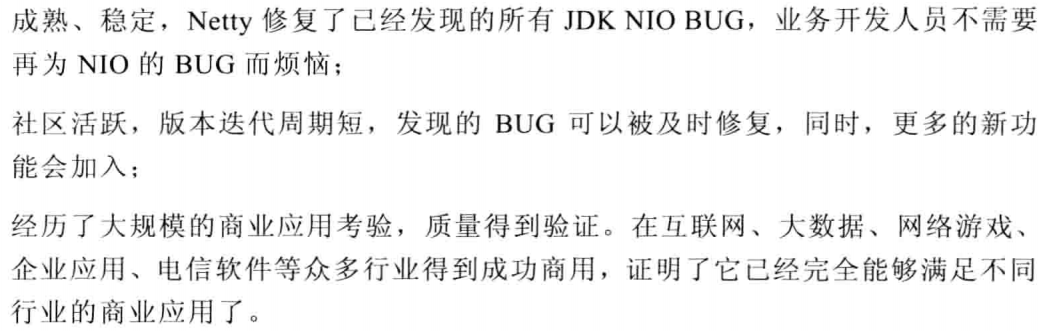 成熟、稳定，Netty 修复了已经发现的所有 JDK NIO BUG，业务开发人员不需要
再为 NIO 的 BUG 而烦恼；
社区活跃，版本迭代周期短，发现的 BUG 可以被及时修复，同时，更多的新功
能会加入；
经历了大规模的商业应用考验，质量得到验证。在互联网、大数据、网络游戏、
企业应用、电信软件等众多行业得到成功商用，证明了它已经完全能够满足不同
行业的商业应用了。